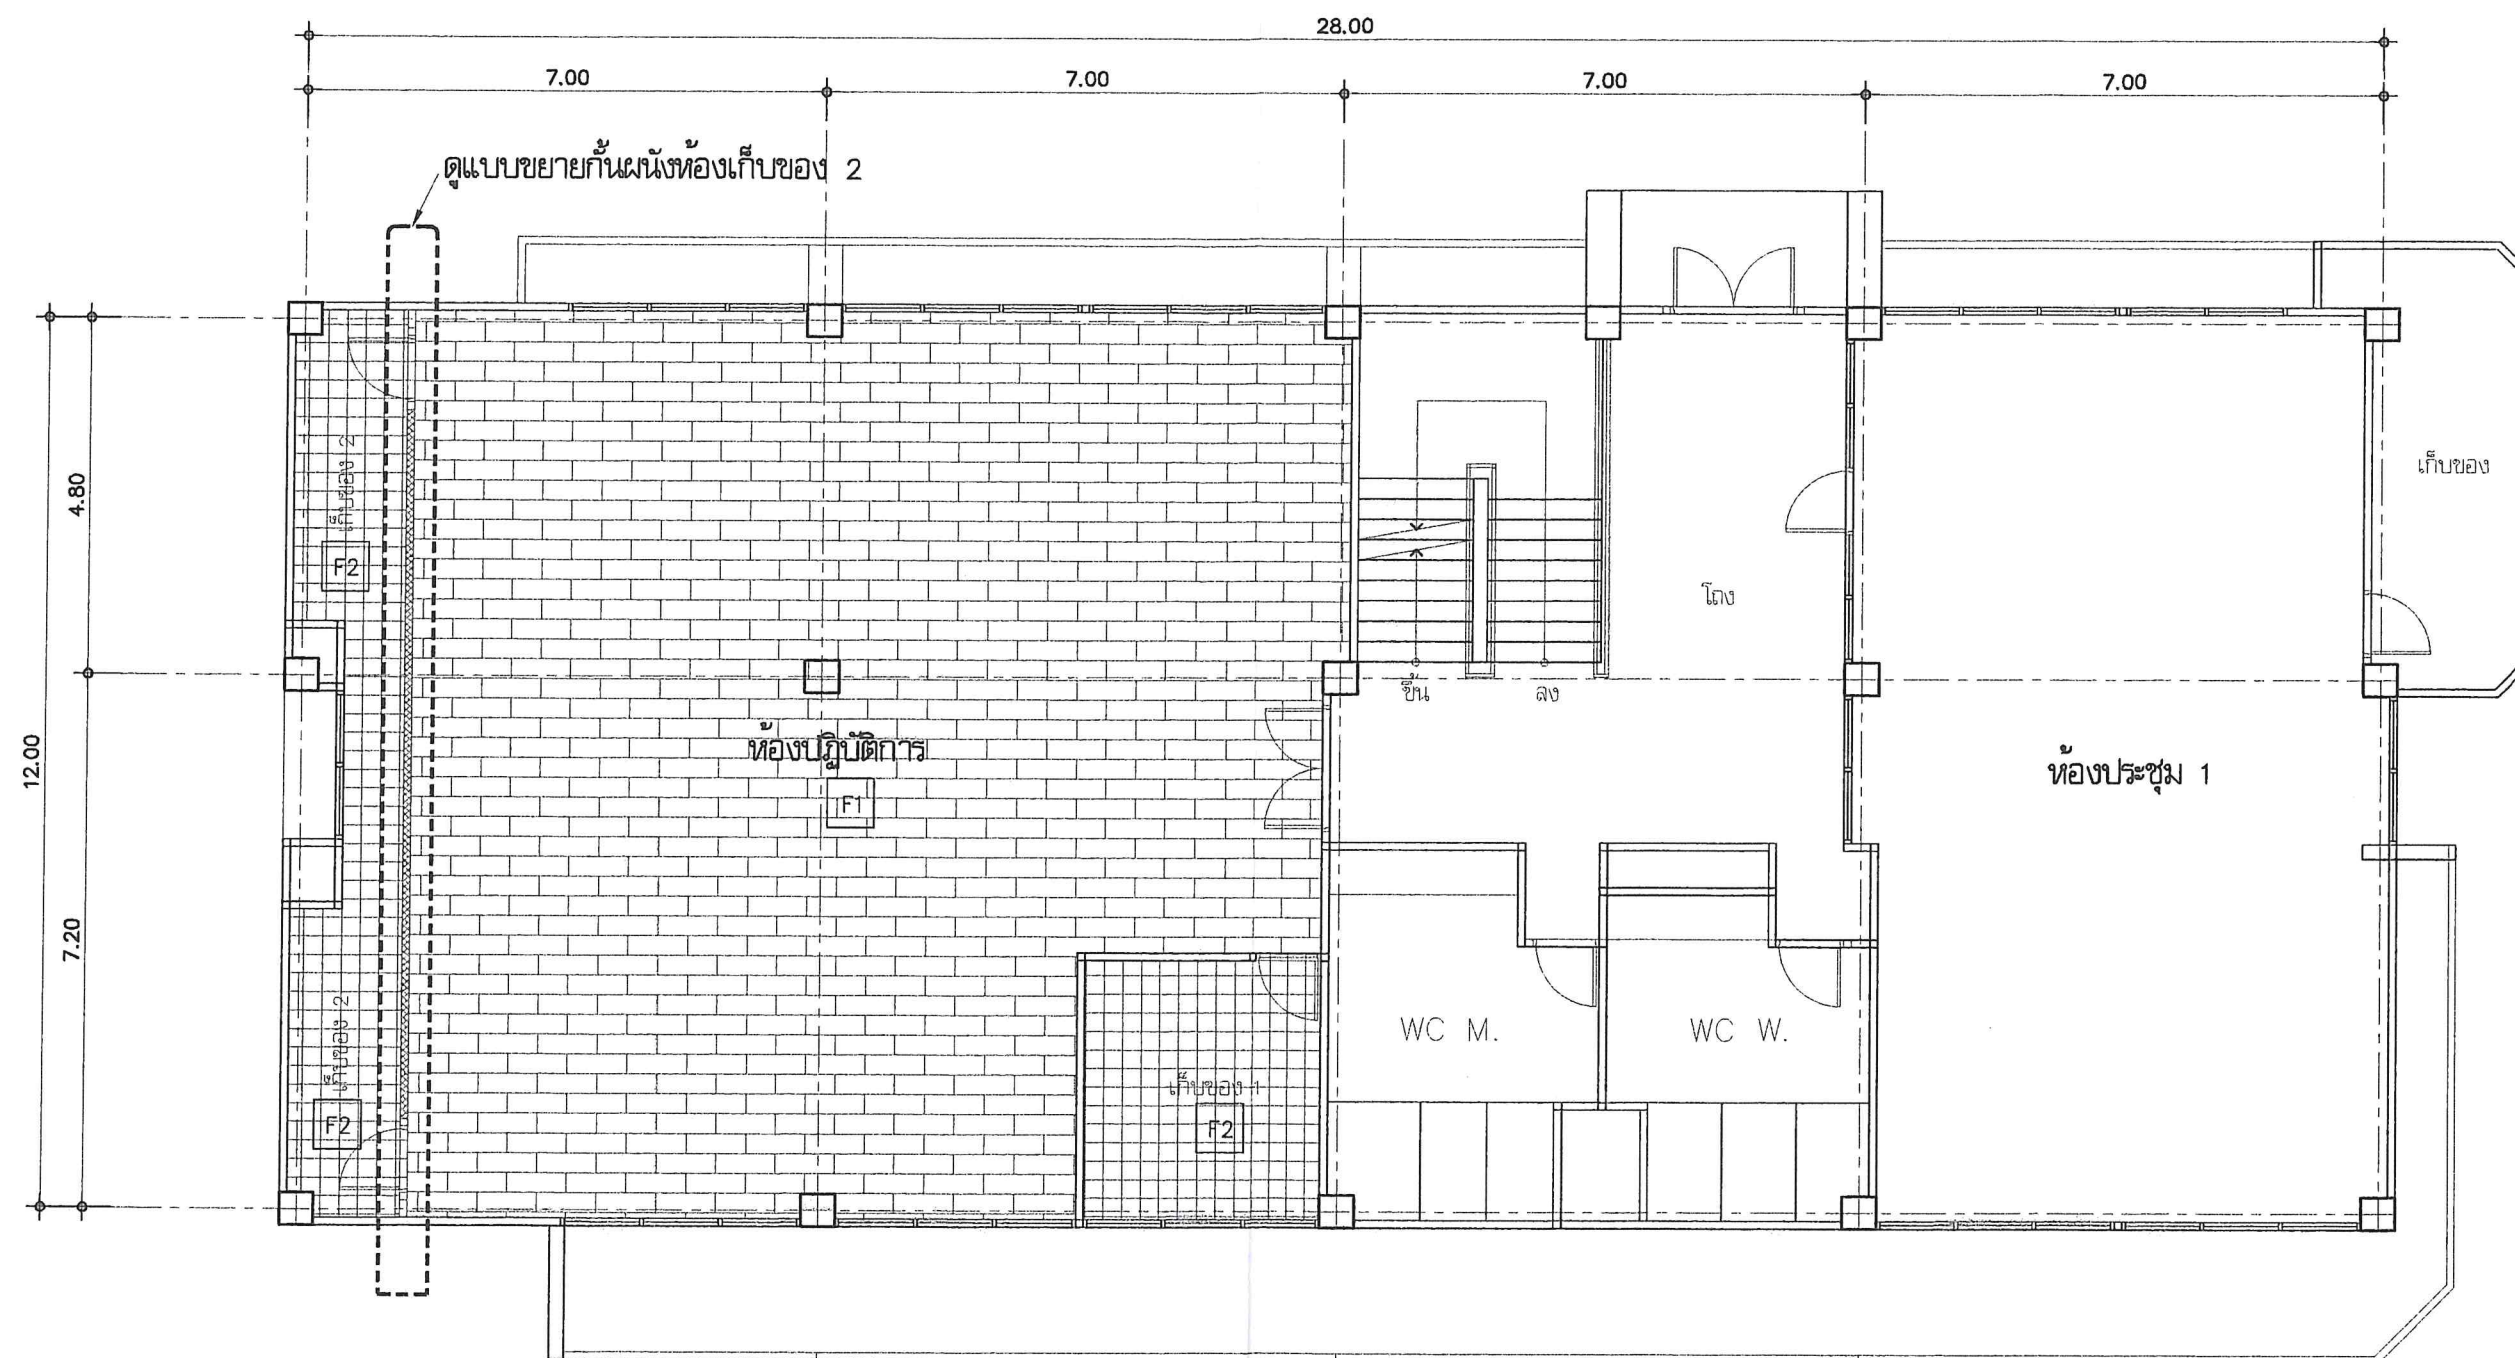 28.00
7.00 7.00 7.00 7.00
ดูแบบขยายกั้นผนังห้องเก็บของ 2
4.80
12.00
7.20
เก็บของ 2
F2
ห้องปฏิบัติการ
F1
เก็บของ 2
F2
เก็บของ 1
F2
ขึ้น ลง
โถง
WC M. WC W.
ห้องประชุม 1
เก็บของ